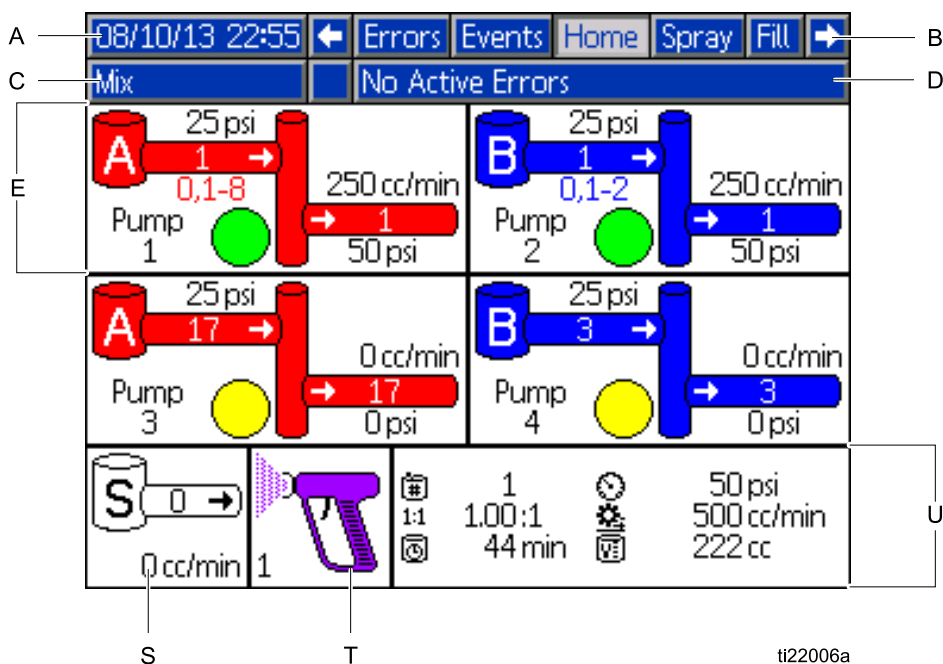 A
08/10/13 22:55
Errors
Events
Home
Spray
Fill
B
C
Mix
No Active Errors
D
E
A
25 psi
1
0,1-8
Pump
1
250 cc/min
1
50 psi
B
25 psi
1
0,1-2
Pump
2
250 cc/min
1
50 psi
A
25 psi
17
Pump
3
0 cc/min
17
0 psi
B
25 psi
3
Pump
4
0 cc/min
3
0 psi
S
0
0 cc/min
1
#
1
50 psi
1:1
1.00:1
500 cc/min
44 min
222 cc
U
S
T
ti22006a